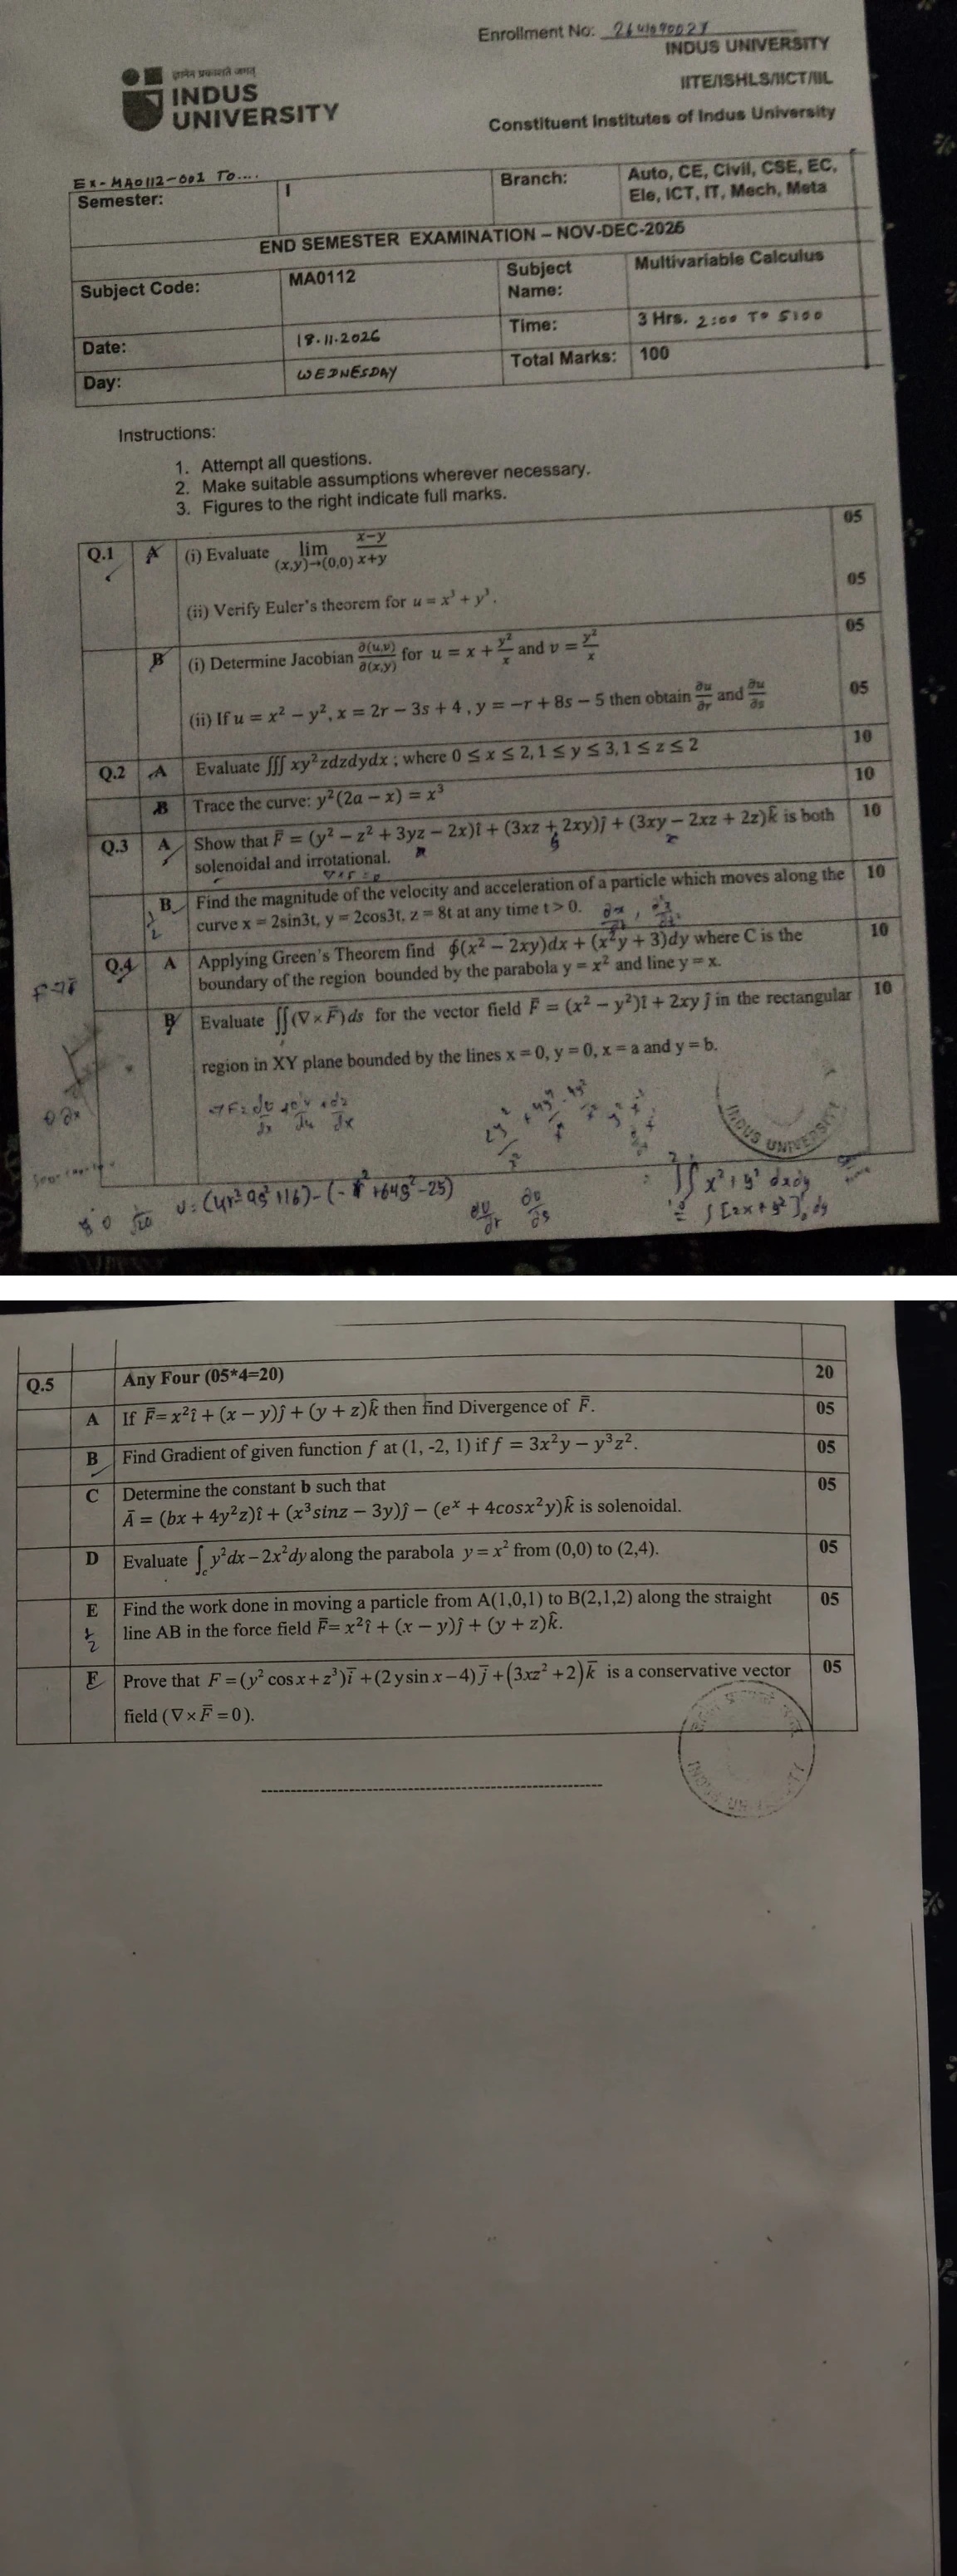 Enrollment No:
INDUS UNIVERSITY
ज्ञानेन प्रकाशते जगत्
INDUS
UNIVERSITY
IITE/ISHLS/IICT/IIL
Constituent Institutes of Indus University
Ex-MA0112-001 TO....
Semester: I Branch: Auto, CE, Civil, CSE, EC,
Ele, ICT, IT, Mech, Meta
END SEMESTER EXAMINATION – NOV-DEC-2026
Subject Code: MA0112 Subject Name: Multivariable Calculus
Date: 18.11.2026 Time: 3 Hrs. 2:00 TO 5:00
Day: WEDNESDAY Total Marks: 100
Instructions:
1. Attempt all questions.
2. Make suitable assumptions wherever necessary.
3. Figures to the right indicate full marks.
Q.1 A (i) Evaluate lim (x,y)→(0,0) (x−y)/(x+y) 05
(ii) Verify Euler's theorem for u = x³ + y³. 05
B (i) Determine Jacobian ∂(u,v)/∂(x,y) for u = x + y²/x and v = y²/x 05
(ii) If u = x² − y², x = 2r − 3s + 4 , y = −r + 8s − 5 then obtain ∂u/∂r and ∂u/∂s 05
Q.2 A Evaluate ∭ xy²zdzdydx ; where 0 ≤ x ≤ 2, 1 ≤ y ≤ 3, 1 ≤ z ≤ 2 10
B Trace the curve: y²(2a − x) = x³ 10
Q.3 A Show that F̄ = (y² − z² + 3yz − 2x)î + (3xz + 2xy)ĵ + (3xy − 2xz + 2z)k̂ is both 10
solenoidal and irrotational.
B Find the magnitude of the velocity and acceleration of a particle which moves along the 10
curve x = 2sin3t, y = 2cos3t, z = 8t at any time t > 0.
Q.4 A Applying Green's Theorem find ∮(x² − 2xy)dx + (x²y + 3)dy where C is the 10
boundary of the region bounded by the parabola y = x² and line y = x.
B Evaluate ∬(∇ × F̄) ds for the vector field F̄ = (x² − y²)î + 2xy ĵ in the rectangular 10
region in XY plane bounded by the lines x = 0, y = 0, x = a and y = b.
INDUS UNIVERSITY
Q.5 Any Four (05*4=20) 20
A If F̄ = x²î + (x − y)ĵ + (y + z)k̂ then find Divergence of F̄. 05
B Find Gradient of given function f at (1, -2, 1) if f = 3x²y − y³z². 05
C Determine the constant b such that 05
Ā = (bx + 4y²z)î + (x³sinz − 3y)ĵ − (eˣ + 4cosx²y)k̂ is solenoidal.
D Evaluate ∫c y²dx − 2x²dy along the parabola y = x² from (0,0) to (2,4). 05
E Find the work done in moving a particle from A(1,0,1) to B(2,1,2) along the straight 05
line AB in the force field F̄ = x²î + (x − y)ĵ + (y + z)k̂.
F Prove that F = (y² cos x + z³)ī + (2y sin x − 4) j̄ + (3xz² + 2)k̄ is a conservative vector 05
field (∇ × F̄ = 0).